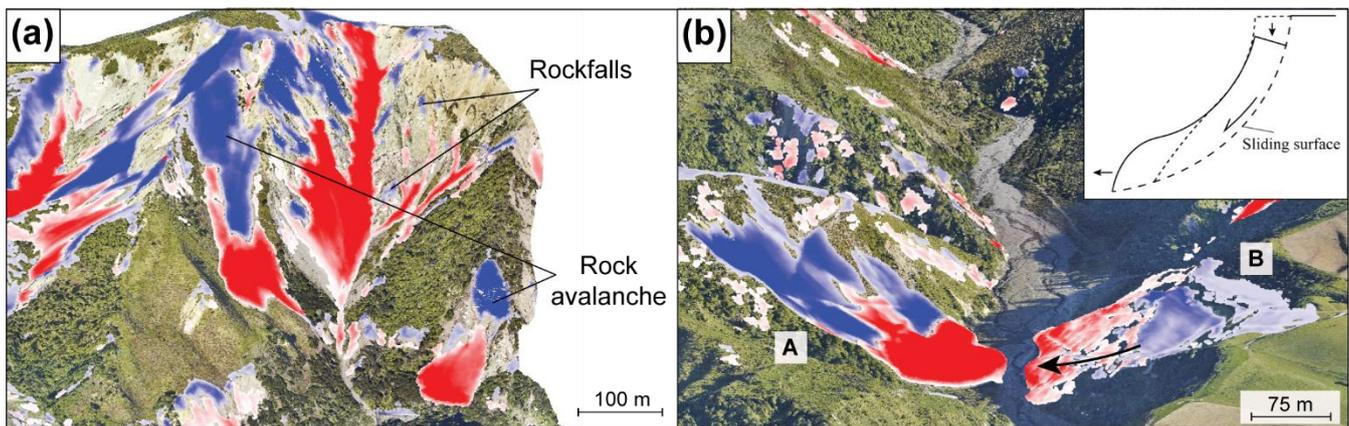 (a)
Rockfalls
Rock
avalanche
100 m
(b)
Sliding surface
A
B
75 m